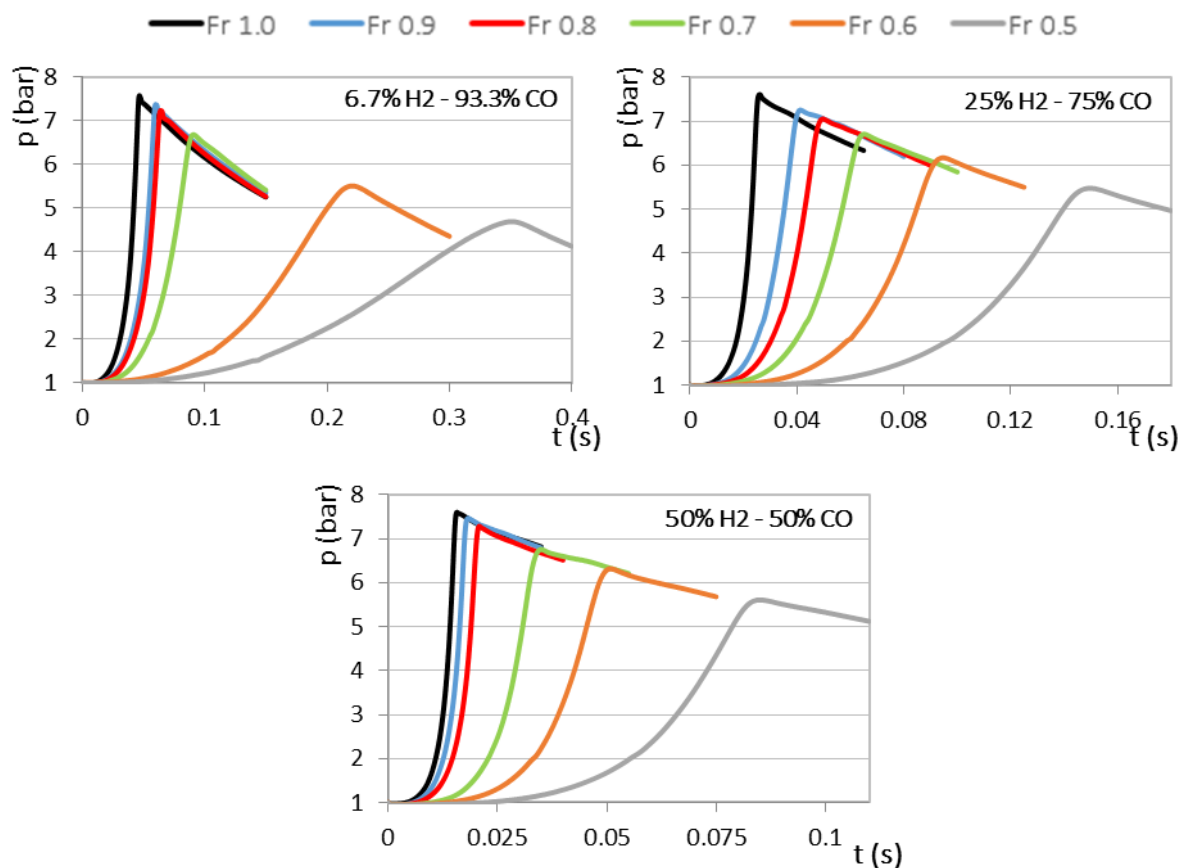 Fr 1.0 Fr 0.9 Fr 0.8 Fr 0.7 Fr 0.6 Fr 0.5
p (bar)
8
7
6
5
4
3
2
1
6.7% H2 - 93.3% CO
0 0.1 0.2 0.3 0.4
t (s)
p (bar)
8
7
6
5
4
3
2
1
25% H2 - 75% CO
0 0.04 0.08 0.12 0.16
t (s)
p (bar)
8
7
6
5
4
3
2
1
50% H2 - 50% CO
0 0.025 0.05 0.075 0.1
t (s)